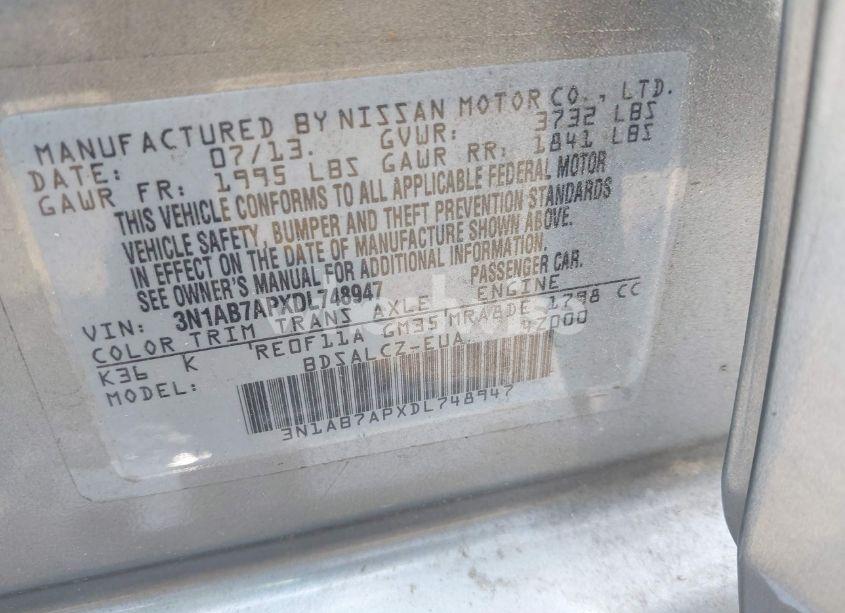 MANUFACTURED BY NISSAN MOTOR CO., LTD.
DATE: 07/13. GVWR: 3732 LBS
GAWR FR: 1995 LBS GAWR RR: 1841 LBS
THIS VEHICLE CONFORMS TO ALL APPLICABLE FEDERAL MOTOR
VEHICLE SAFETY, BUMPER AND THEFT PREVENTION STANDARDS
IN EFFECT ON THE DATE OF MANUFACTURE SHOWN ABOVE.
SEE OWNER'S MANUAL FOR ADDITIONAL INFORMATION.
VIN: 3N1AB7APXDL748947 PASSENGER CAR.
COLOR TRIM TRANS AXLE ENGINE
K36 K 'RE0F11A GM35'MRA8DE 1798 CC
MODEL: BDSALCZ-EUA 42000
3N1AB7APXDL748947